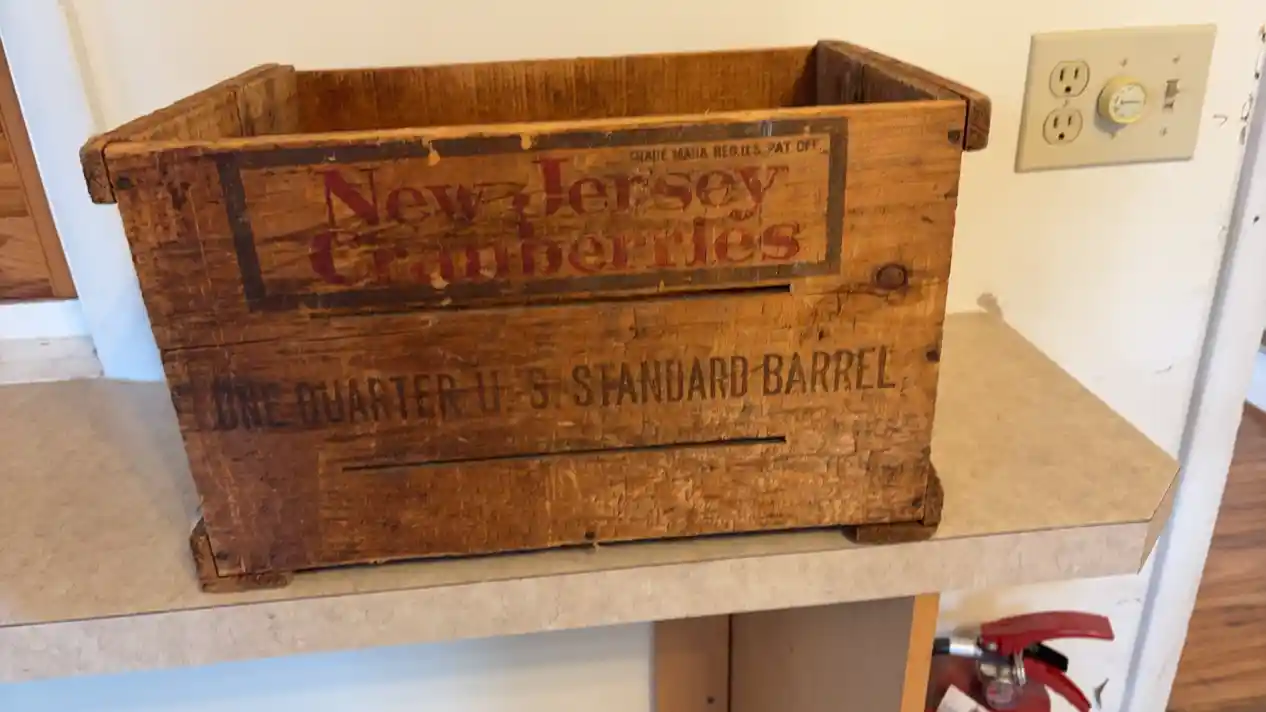 TRADE MARK REG. U.S. PAT. OFF.
New Jersey
Cranberries
ONE QUARTER U. S. STANDARD BARREL